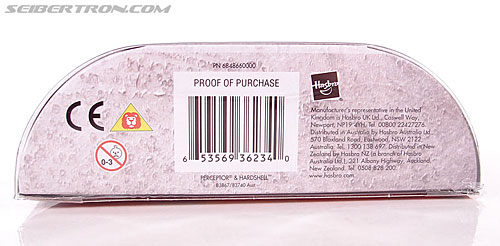 SEIBERTRON.COM
PN 6848660000
PROOF OF PURCHASE
6 53569 36234 0
PERCEPTOR™ & HARDSHELL™
83867/83740 Asst.
CE
0-3
Hasbro
Manufacturer's representative in the United
Kingdom is Hasbro UK Ltd., Caswell Way,
Newport, NP19 4YH. Tel. 00800 22427276.
Distributed in Australia by Hasbro Australia Ltd.,
570 Blaxland Road, Eastwood, NSW 2122
Australia. Tel. 1300 138 697. Distributed in New
Zealand by Hasbro NZ (a branch of Hasbro
Australia Ltd.), 221 Albany Highway, Auckland,
New Zealand. Tel. 0508 828 200.
www.hasbro.com